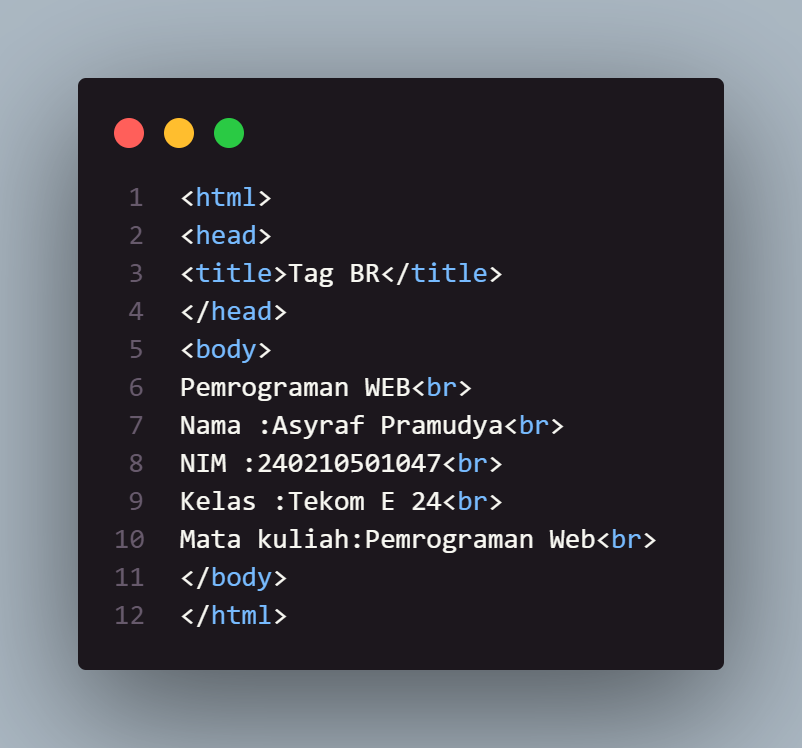 1 <html>
2 <head>
3 <title>Tag BR</title>
4 </head>
5 <body>
6 Pemrograman WEB<br>
7 Nama :Asyraf Pramudya<br>
8 NIM :240210501047<br>
9 Kelas :Tekom E 24<br>
10 Mata kuliah:Pemrograman Web<br>
11 </body>
12 </html>